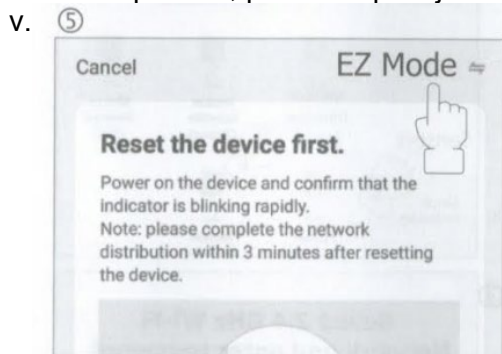 v. ⑤
Cancel EZ Mode ⇋
Reset the device first.
Power on the device and confirm that the
indicator is blinking rapidly.
Note: please complete the network
distribution within 3 minutes after resetting
the device.